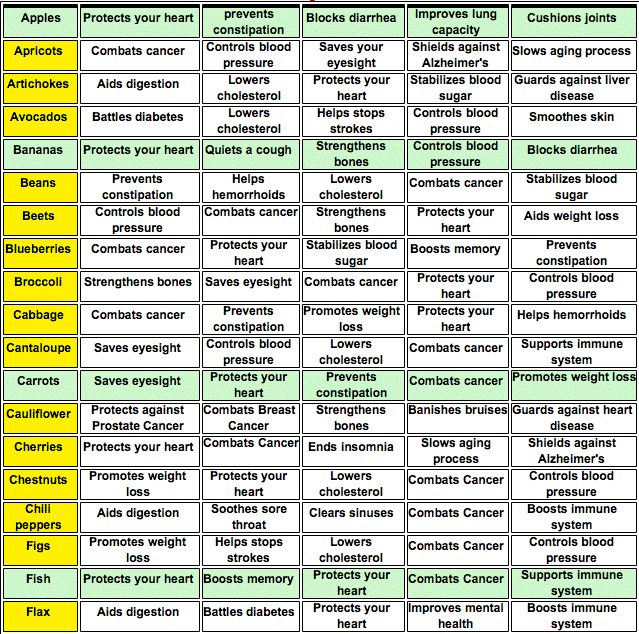 Apples Protects your heart prevents constipation Blocks diarrhea Improves lung capacity Cushions joints
Apricots Combats cancer Controls blood pressure Saves your eyesight Shields against Alzheimer's Slows aging process
Artichokes Aids digestion Lowers cholesterol Protects your heart Stabilizes blood sugar Guards against liver disease
Avocados Battles diabetes Lowers cholesterol Helps stops strokes Controls blood pressure Smoothes skin
Bananas Protects your heart Quiets a cough Strengthens bones Controls blood pressure Blocks diarrhea
Beans Prevents constipation Helps hemorrhoids Lowers cholesterol Combats cancer Stabilizes blood sugar
Beets Controls blood pressure Combats cancer Strengthens bones Protects your heart Aids weight loss
Blueberries Combats cancer Protects your heart Stabilizes blood sugar Boosts memory Prevents constipation
Broccoli Strengthens bones Saves eyesight Combats cancer Protects your heart Controls blood pressure
Cabbage Combats cancer Prevents constipation Promotes weight loss Protects your heart Helps hemorrhoids
Cantaloupe Saves eyesight Controls blood pressure Lowers cholesterol Combats cancer Supports immune system
Carrots Saves eyesight Protects your heart Prevents constipation Combats cancer Promotes weight loss
Cauliflower Protects against Prostate Cancer Combats Breast Cancer Strengthens bones Banishes bruises Guards against heart disease
Cherries Protects your heart Combats Cancer Ends insomnia Slows aging process Shields against Alzheimer's
Chestnuts Promotes weight loss Protects your heart Lowers cholesterol Combats Cancer Controls blood pressure
Chili peppers Aids digestion Soothes sore throat Clears sinuses Combats Cancer Boosts immune system
Figs Promotes weight loss Helps stops strokes Lowers cholesterol Combats Cancer Controls blood pressure
Fish Protects your heart Boosts memory Protects your heart Combats Cancer Supports immune system
Flax Aids digestion Battles diabetes Protects your heart Improves mental health Boosts immune system